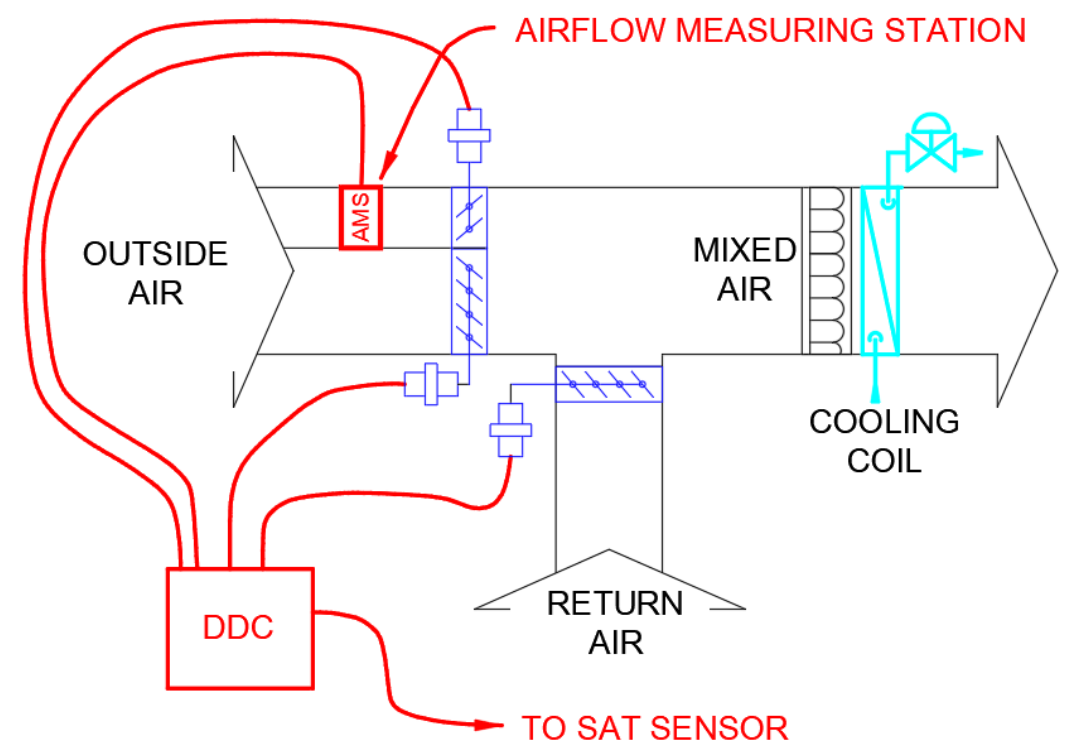 AIRFLOW MEASURING STATION
AMS
OUTSIDE
AIR
MIXED
AIR
COOLING
COIL
RETURN
AIR
DDC
TO SAT SENSOR